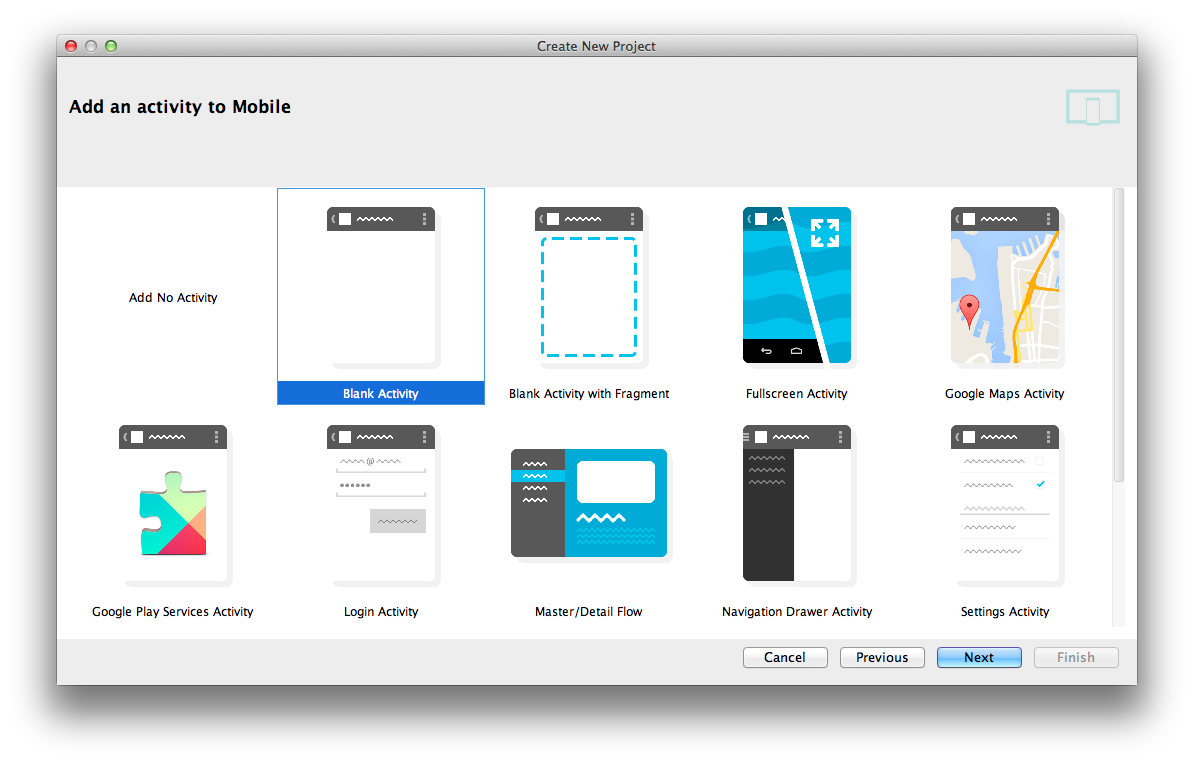 Create New Project
Add an activity to Mobile
Add No Activity
Blank Activity
Blank Activity with Fragment
Fullscreen Activity
Google Maps Activity
Google Play Services Activity
Login Activity
Master/Detail Flow
Navigation Drawer Activity
Settings Activity
Cancel
Previous
Next
Finish